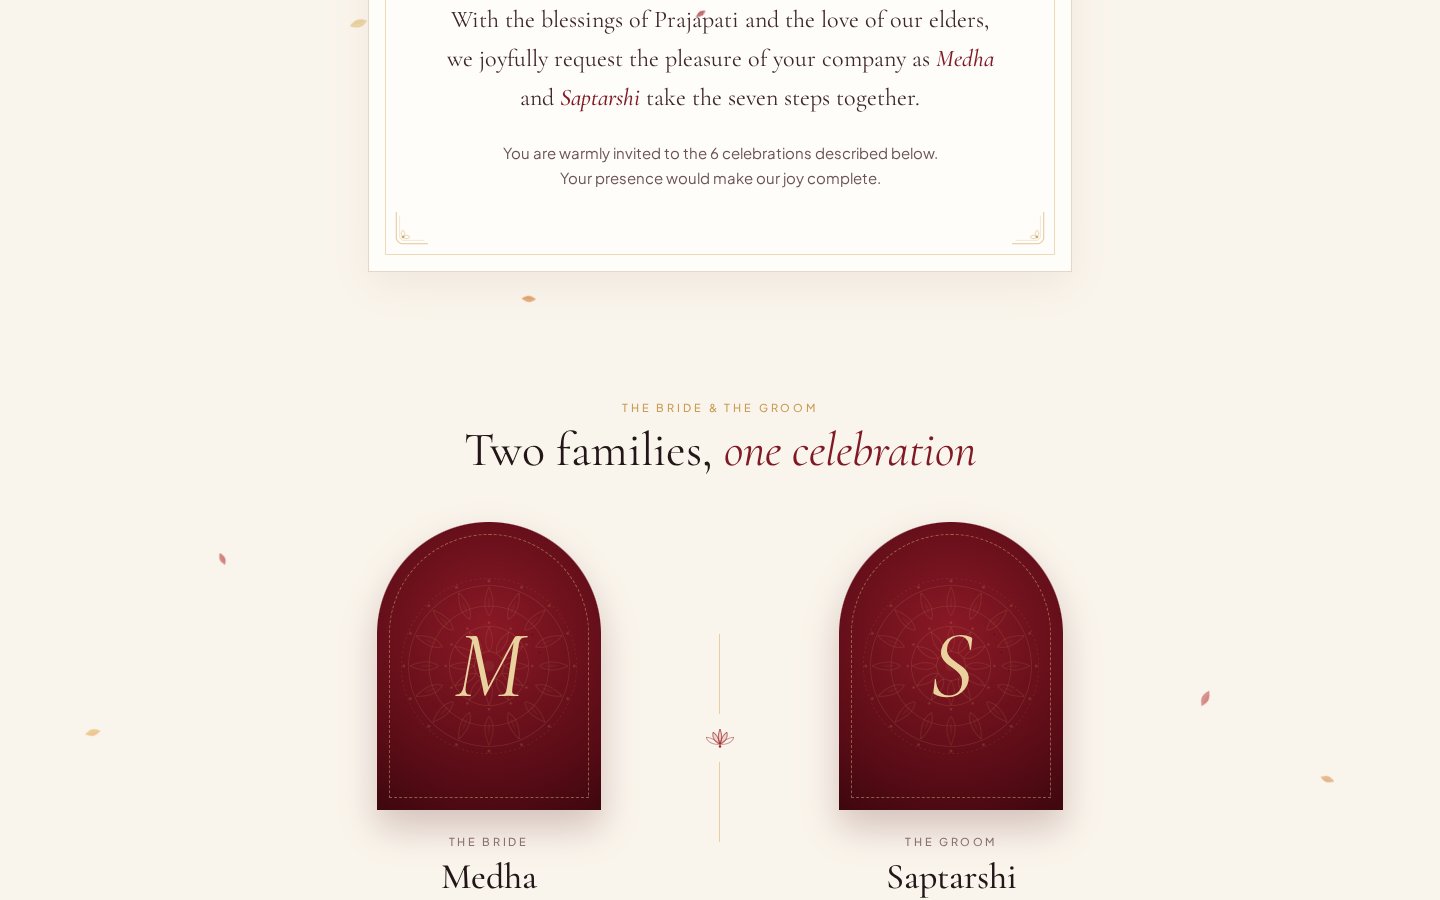 With the blessings of Prajapati and the love of our elders,
we joyfully request the pleasure of your company as Medha
and Saptarshi take the seven steps together.
You are warmly invited to the 6 celebrations described below.
Your presence would make our joy complete.
THE BRIDE & THE GROOM
Two families, one celebration
M
S
THE BRIDE
THE GROOM
Medha
Saptarshi